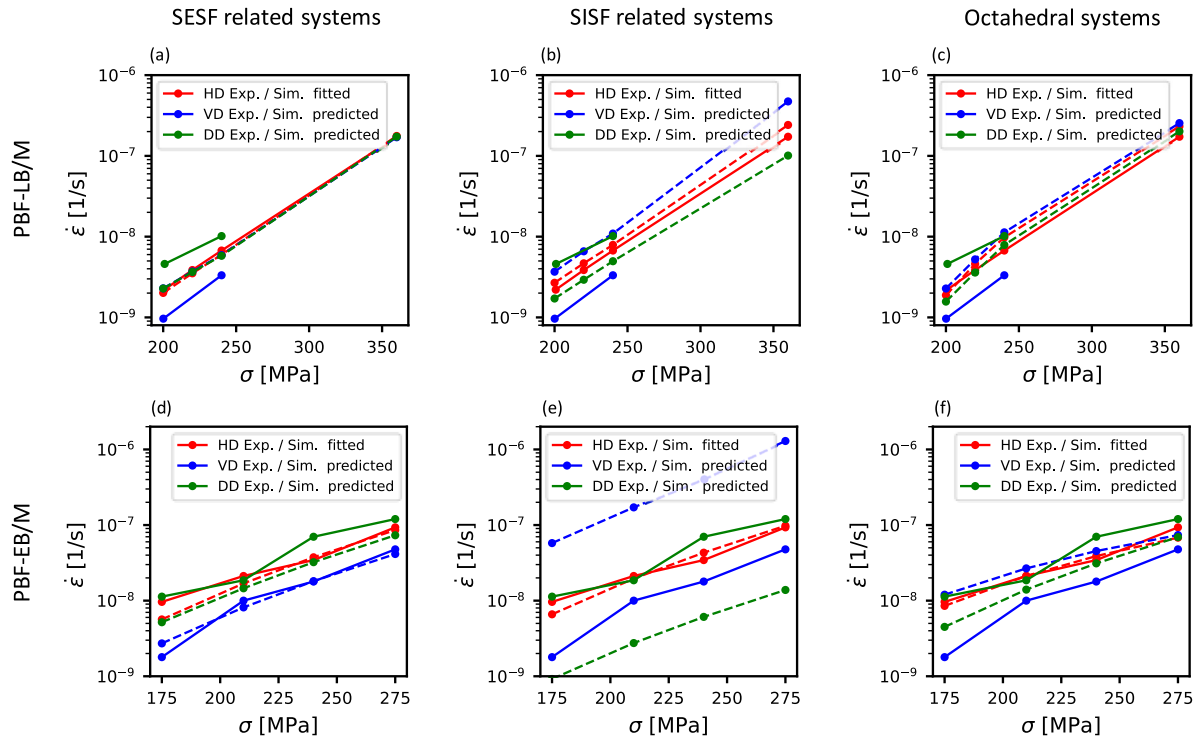 SESF related systems
SISF related systems
Octahedral systems
PBF-LB/M
(a)
10⁻⁶
10⁻⁷
10⁻⁸
10⁻⁹
ε̇ [1/s]
HD Exp. / Sim. fitted
VD Exp. / Sim. predicted
DD Exp. / Sim. predicted
200 250 300 350
σ [MPa]
(b)
10⁻⁶
10⁻⁷
10⁻⁸
10⁻⁹
ε̇ [1/s]
HD Exp. / Sim. fitted
VD Exp. / Sim. predicted
DD Exp. / Sim. predicted
200 250 300 350
σ [MPa]
(c)
10⁻⁶
10⁻⁷
10⁻⁸
10⁻⁹
ε̇ [1/s]
HD Exp. / Sim. fitted
VD Exp. / Sim. predicted
DD Exp. / Sim. predicted
200 250 300 350
σ [MPa]
PBF-EB/M
(d)
10⁻⁶
10⁻⁷
10⁻⁸
10⁻⁹
ε̇ [1/s]
HD Exp. / Sim. fitted
VD Exp. / Sim. predicted
DD Exp. / Sim. predicted
175 200 225 250 275
σ [MPa]
(e)
10⁻⁶
10⁻⁷
10⁻⁸
10⁻⁹
ε̇ [1/s]
HD Exp. / Sim. fitted
VD Exp. / Sim. predicted
DD Exp. / Sim. predicted
175 200 225 250 275
σ [MPa]
(f)
10⁻⁶
10⁻⁷
10⁻⁸
10⁻⁹
ε̇ [1/s]
HD Exp. / Sim. fitted
VD Exp. / Sim. predicted
DD Exp. / Sim. predicted
175 200 225 250 275
σ [MPa]